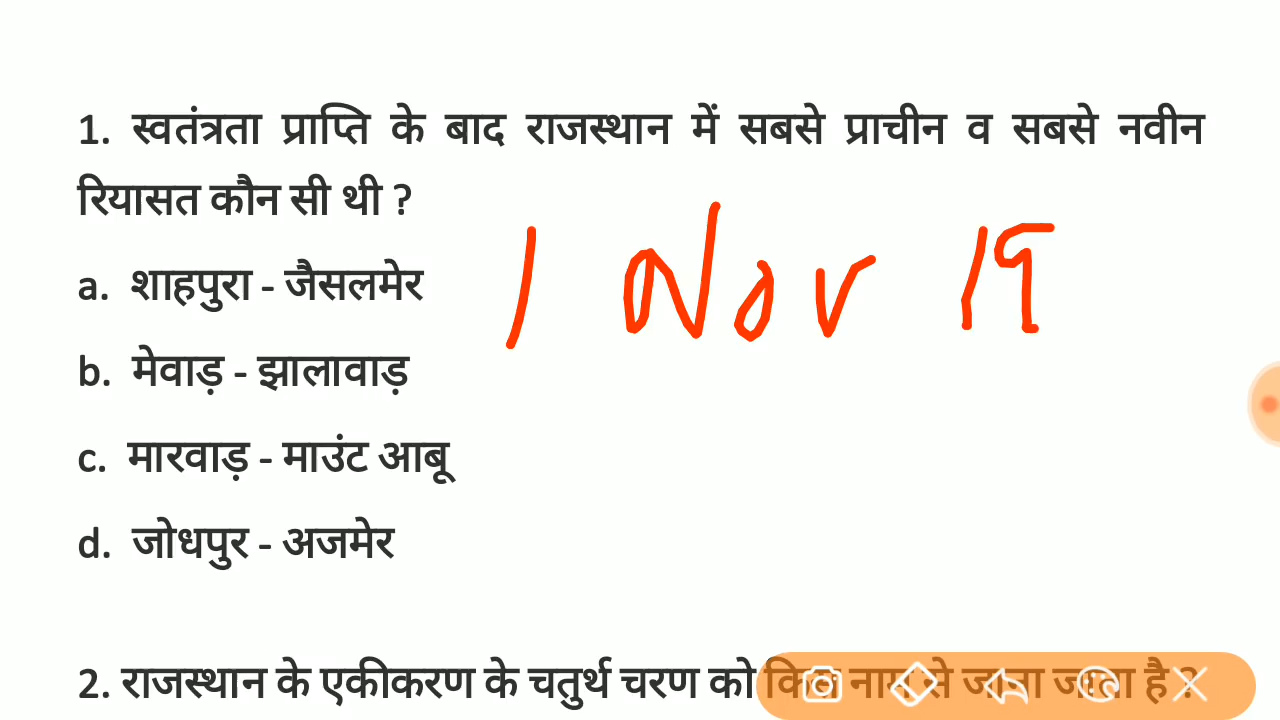 1. स्वतंत्रता प्राप्ति के बाद राजस्थान में सबसे प्राचीन व सबसे नवीन
रियासत कौन सी थी ?
1 Nov 19
a. शाहपुरा - जैसलमेर
b. मेवाड़ - झालावाड़
c. मारवाड़ - माउंट आबू
d. जोधपुर - अजमेर
2. राजस्थान के एकीकरण के चतुर्थ चरण को किस नाम से जाना जाता है ?